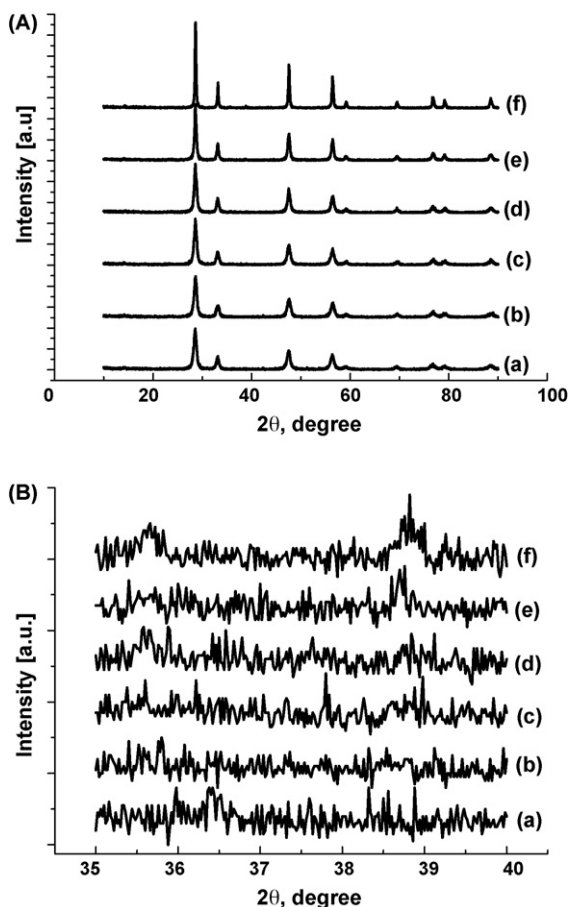 (A)
Intensity [a.u]
(f)
(e)
(d)
(c)
(b)
(a)
0 20 40 60 80 100
2θ, degree
(B)
Intensity [a.u.]
(f)
(e)
(d)
(c)
(b)
(a)
35 36 37 38 39 40
2θ, degree